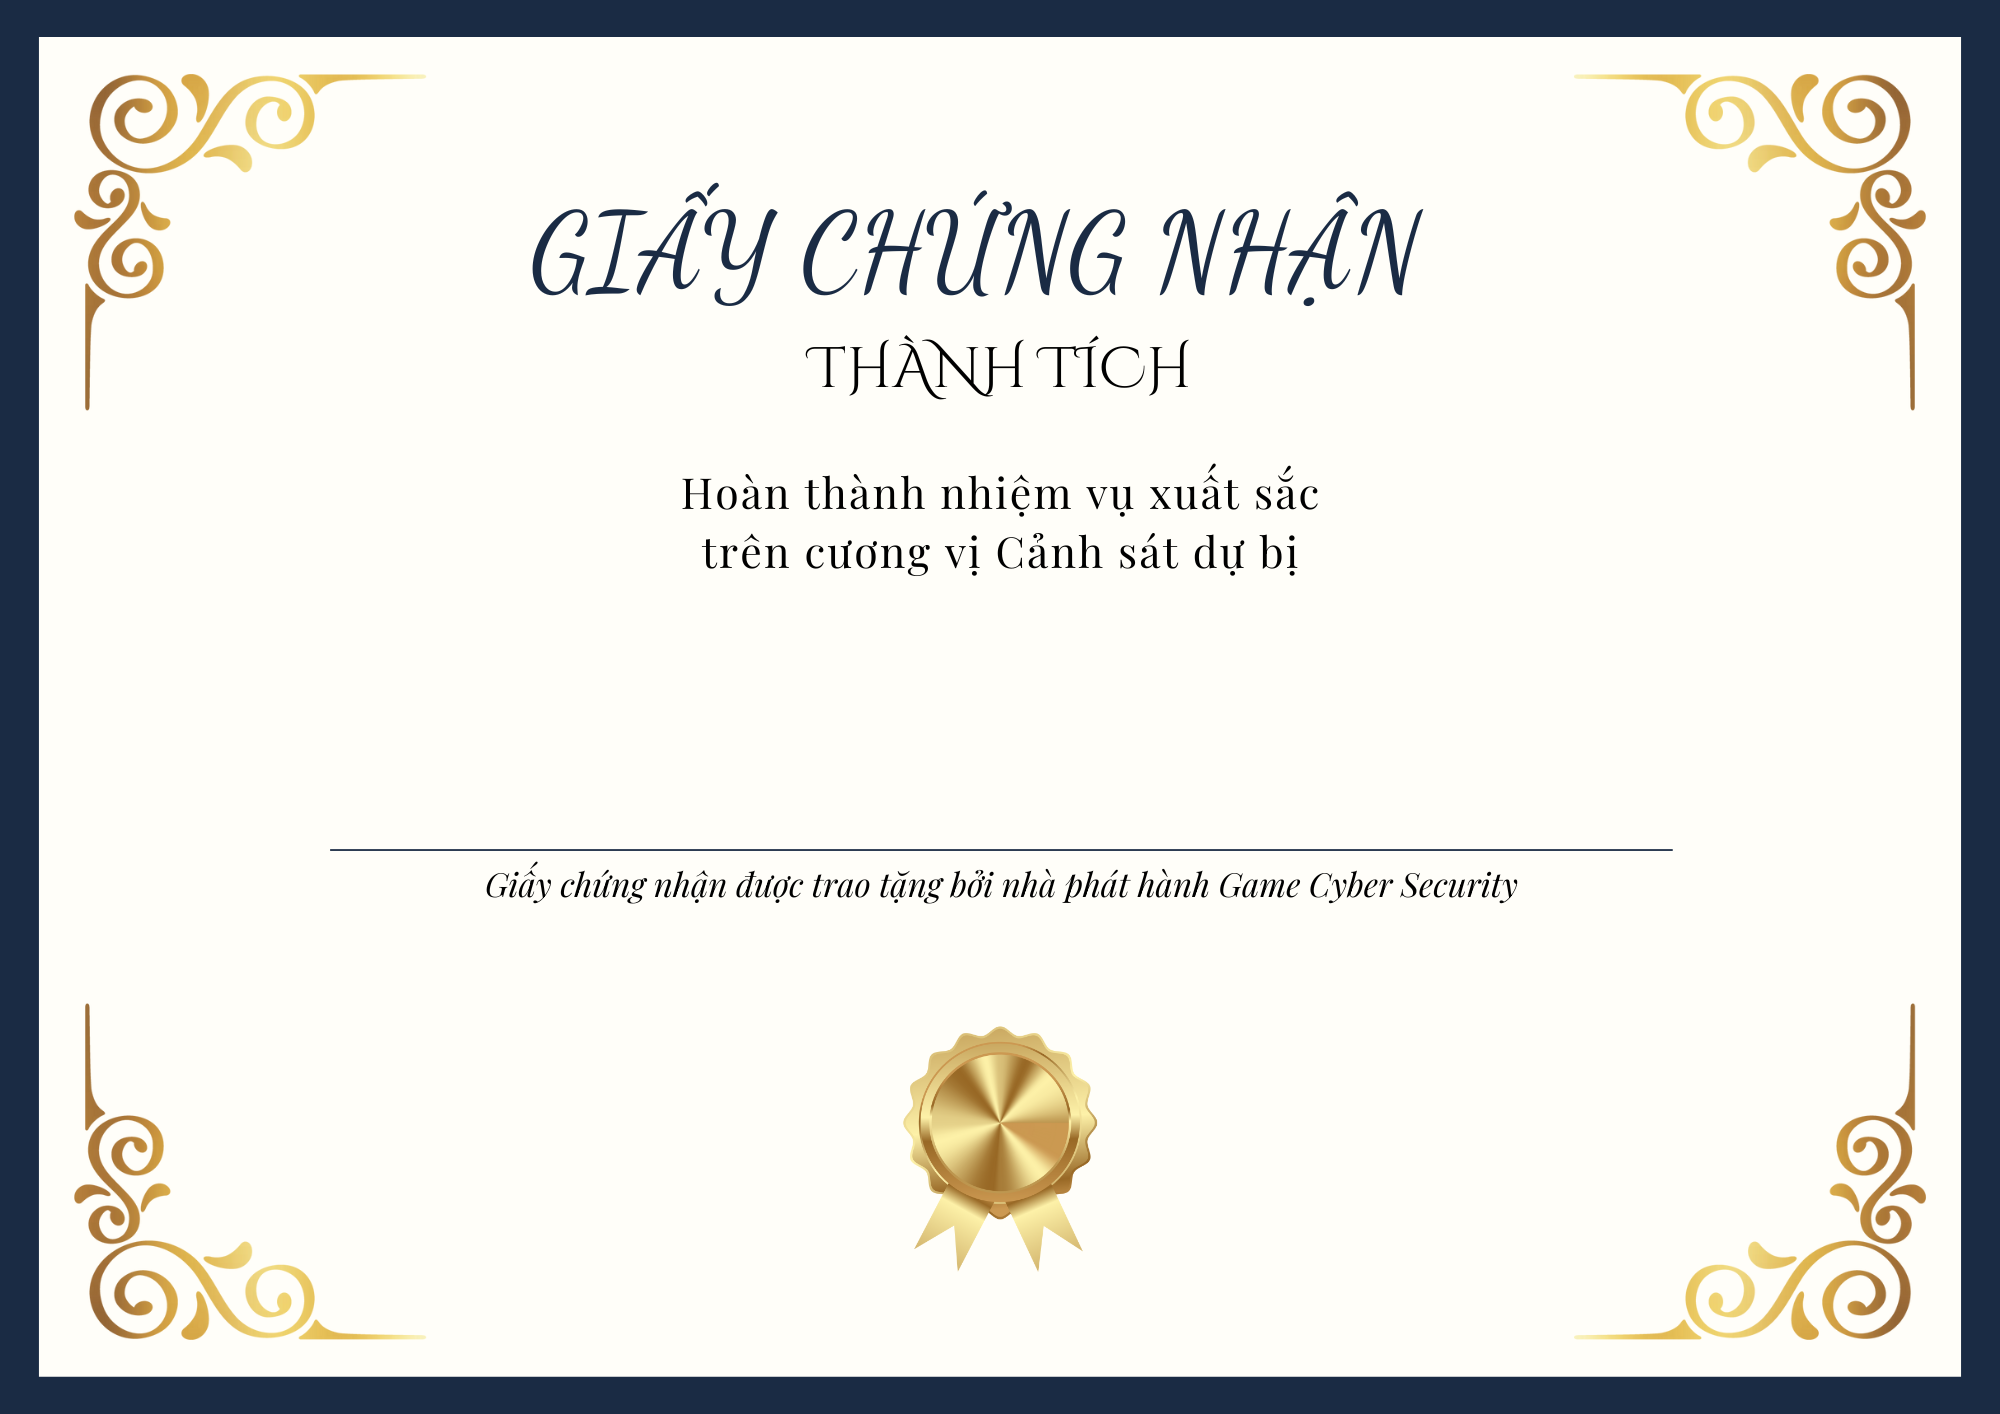 GIẤY CHỨNG NHẬN
THÀNH TÍCH
Hoàn thành nhiệm vụ xuất sắc
trên cương vị Cảnh sát dự bị
Giấy chứng nhận được trao tặng bởi nhà phát hành Game Cyber Security